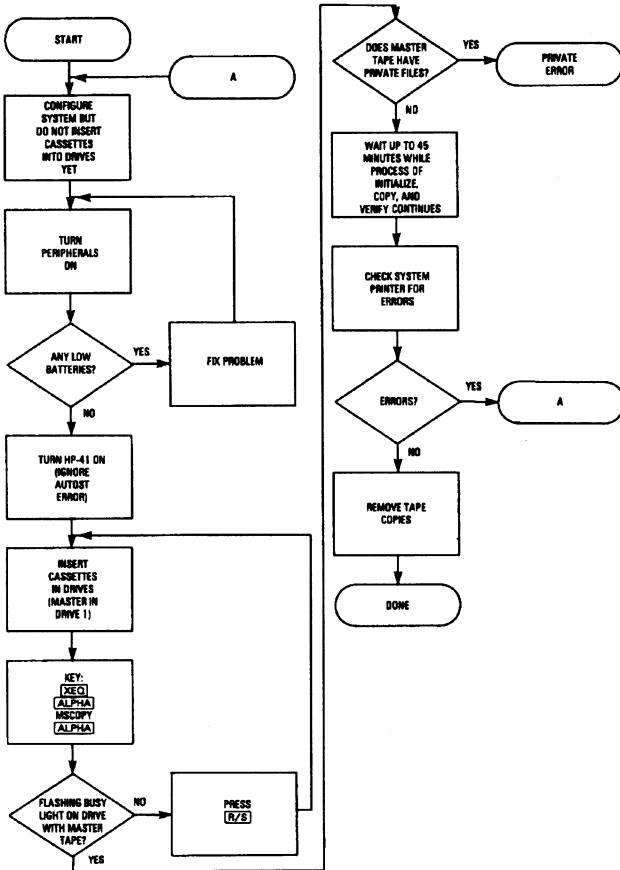 START
A
CONFIGURE
SYSTEM BUT
DO NOT INSERT
CASSETTES
INTO DRIVES
YET
TURN
PERIPHERALS
ON
ANY LOW
BATTERIES?
YES
FIX PROBLEM
NO
TURN HP-41 ON
(IGNORE
AUTOST
ERROR)
INSERT
CASSETTES
IN DRIVES
(MASTER IN
DRIVE 1)
KEY:
XEQ
ALPHA
MSCOPY
ALPHA
FLASHING BUSY
LIGHT ON DRIVE
WITH MASTER
TAPE?
NO
PRESS
R/S
YES
DOES MASTER
TAPE HAVE
PRIVATE FILES?
YES
PRIVATE
ERROR
NO
WAIT UP TO 45
MINUTES WHILE
PROCESS OF
INITIALIZE,
COPY, AND
VERIFY CONTINUES
CHECK SYSTEM
PRINTER FOR
ERRORS
ERRORS?
YES
A
NO
REMOVE TAPE
COPIES
DONE